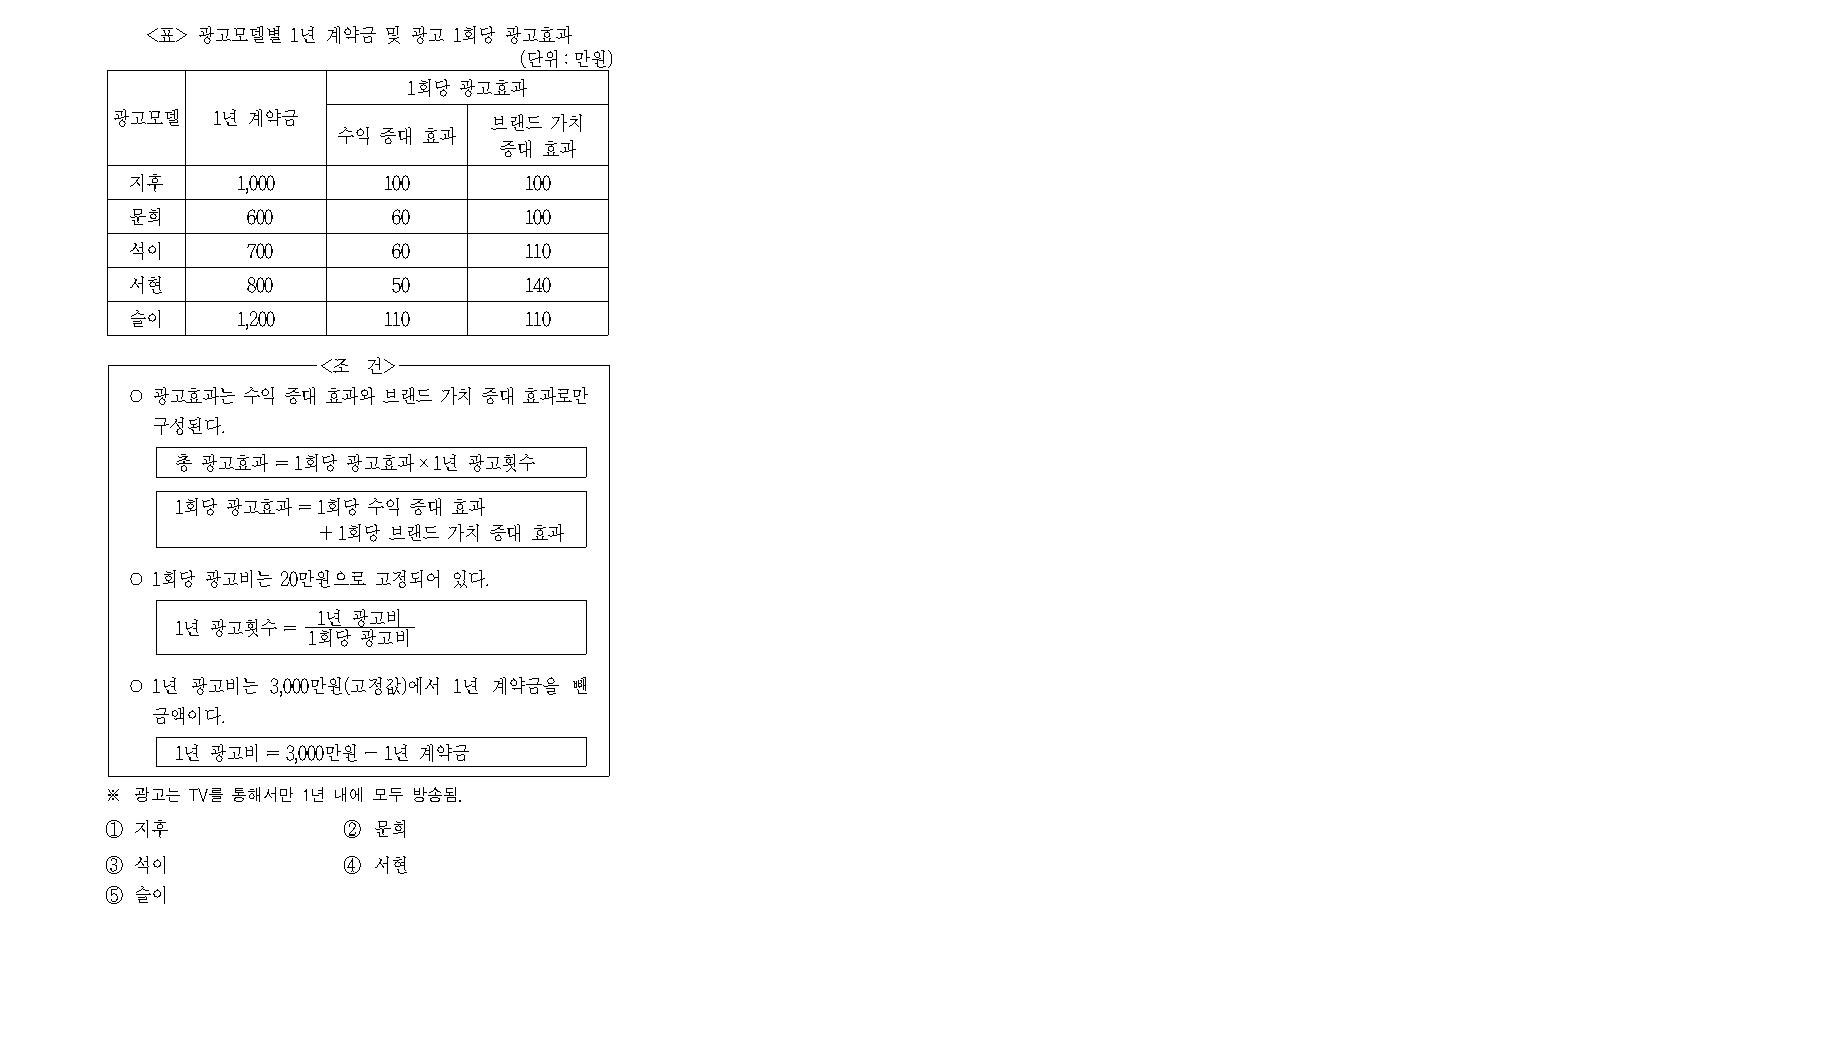 <표> 광고모델별 1년 계약금 및 광고 1회당 광고효과
(단위 : 만원)
광고모델 1년 계약금 1회당 광고효과
수익 증대 효과 브랜드 가치
증대 효과
지후 1,000 100 100
문희 600 60 100
석이 700 60 110
서현 800 50 140
슬이 1,200 110 110
<조 건>
○ 광고효과는 수익 증대 효과와 브랜드 가치 증대 효과로만
구성된다.
총 광고효과 = 1회당 광고효과 × 1년 광고횟수
1회당 광고효과 = 1회당 수익 증대 효과
+ 1회당 브랜드 가치 증대 효과
○ 1회당 광고비는 20만원으로 고정되어 있다.
1년 광고횟수 = 1년 광고비
1회당 광고비
○ 1년 광고비는 3,000만원(고정값)에서 1년 계약금을 뺀
금액이다.
1년 광고비 = 3,000만원 - 1년 계약금
※ 광고는 TV를 통해서만 1년 내에 모두 방송됨.
① 지후 ② 문희
③ 석이 ④ 서현
⑤ 슬이